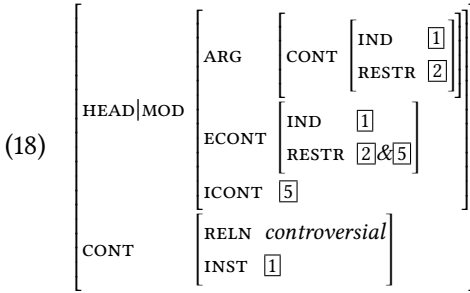 ARG CONT IND 1
RESTR 2
HEAD|MOD ECONT IND 1
RESTR 2&5
(18)
ICONT 5
CONT RELN controversial
INST 1